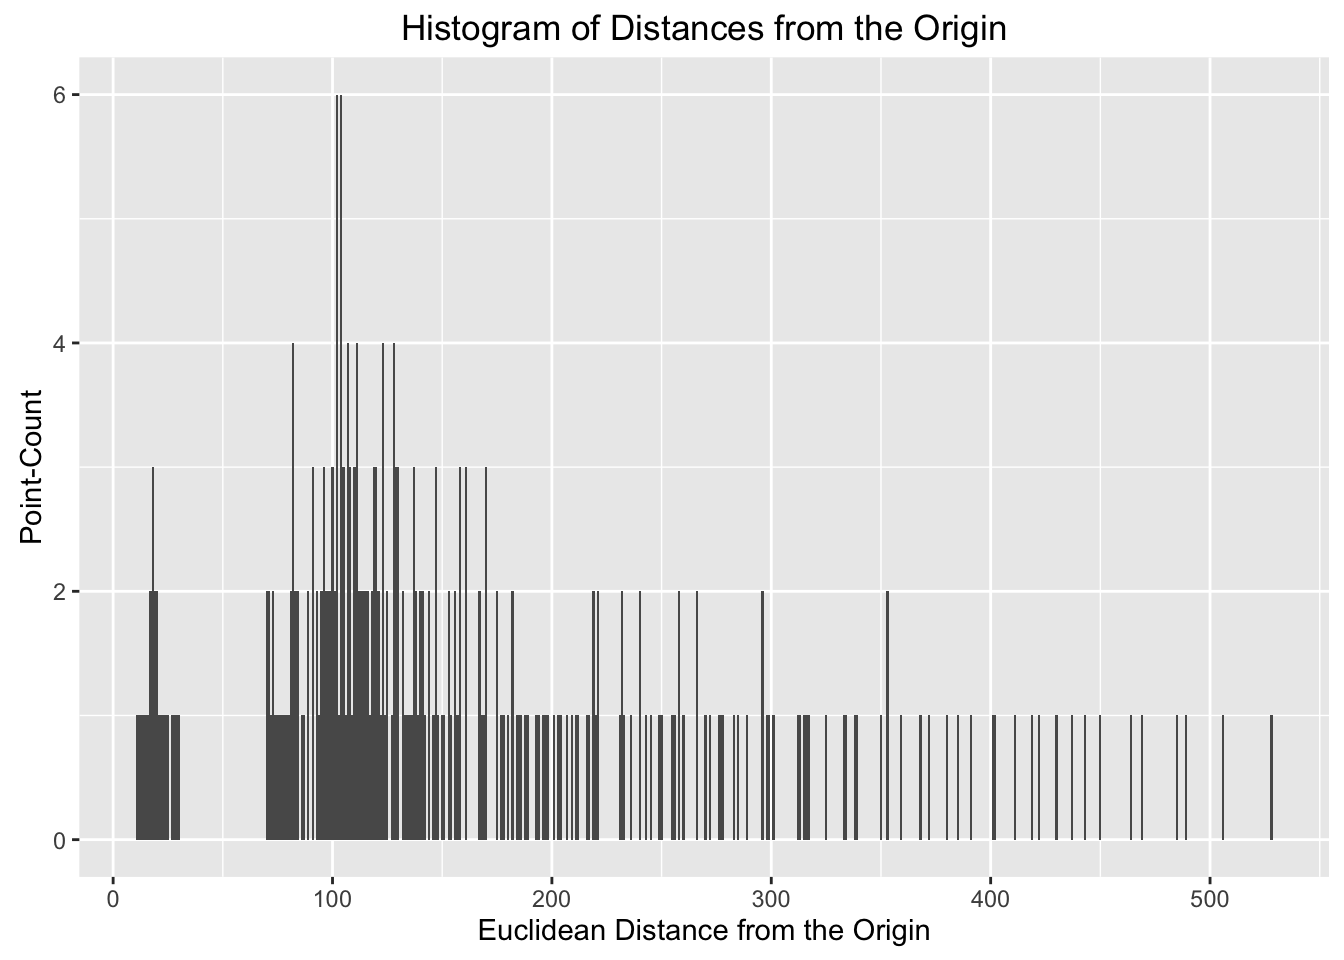 Histogram of Distances from the Origin
6
4
2
0
Point-Count
0 100 200 300 400 500
Euclidean Distance from the Origin